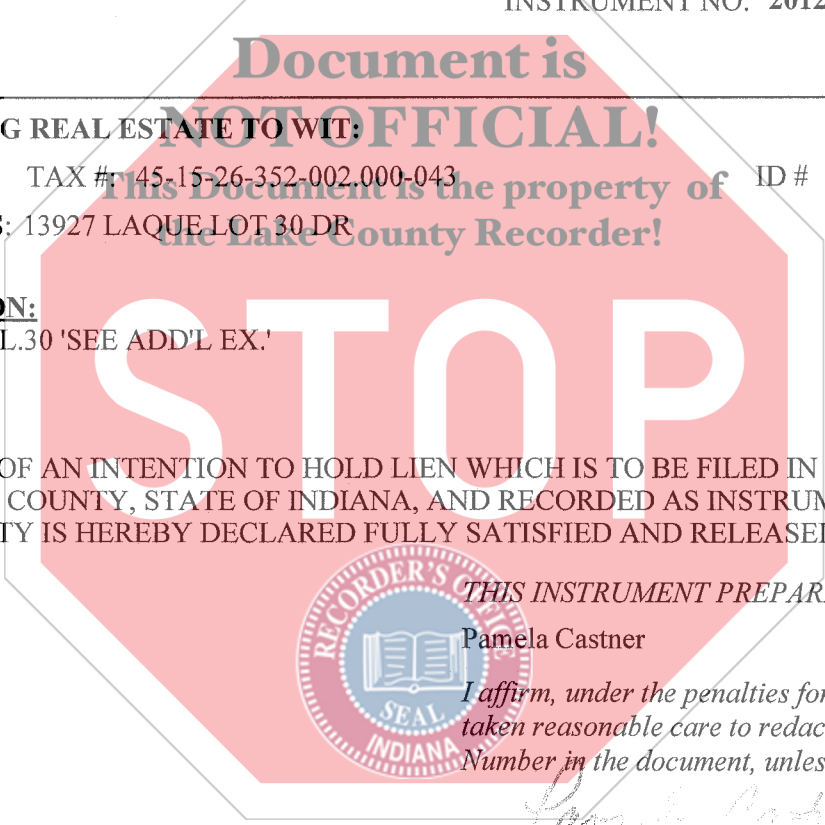 INSTRUMENT NO. 2012
Document is
NOT OFFICIAL!
G REAL ESTATE TO WIT:
TAX #: 45-15-26-352-002.000-043 ID #
This Document is the property of
S: 13927 LAQUE LOT 30 DR
the Lake County Recorder!
ON:
L.30 'SEE ADD'L EX.'
STOP
OF AN INTENTION TO HOLD LIEN WHICH IS TO BE FILED IN
COUNTY, STATE OF INDIANA, AND RECORDED AS INSTRUM
TY IS HEREBY DECLARED FULLY SATISFIED AND RELEASE
THIS INSTRUMENT PREPAR
Pamela Castner
I affirm, under the penalties for
taken reasonable care to redac
Number in the document, unles
RECORDER'S OFFICE
SEAL
INDIANA